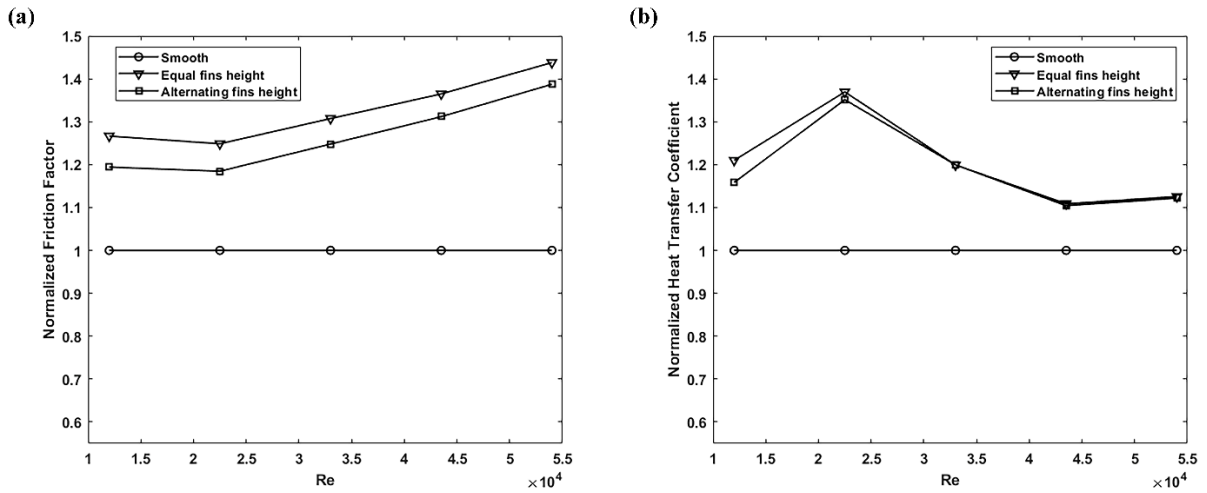 (a)
1.5
1.4
1.3
1.2
1.1
1
0.9
0.8
0.7
0.6
Normalized Friction Factor
Smooth
Equal fins height
Alternating fins height
1 1.5 2 2.5 3 3.5 4 4.5 5 5.5
Re
×10⁴
(b)
1.5
1.4
1.3
1.2
1.1
1
0.9
0.8
0.7
0.6
Normalized Heat Transfer Coefficient
Smooth
Equal fins height
Alternating fins height
1 1.5 2 2.5 3 3.5 4 4.5 5 5.5
Re
×10⁴